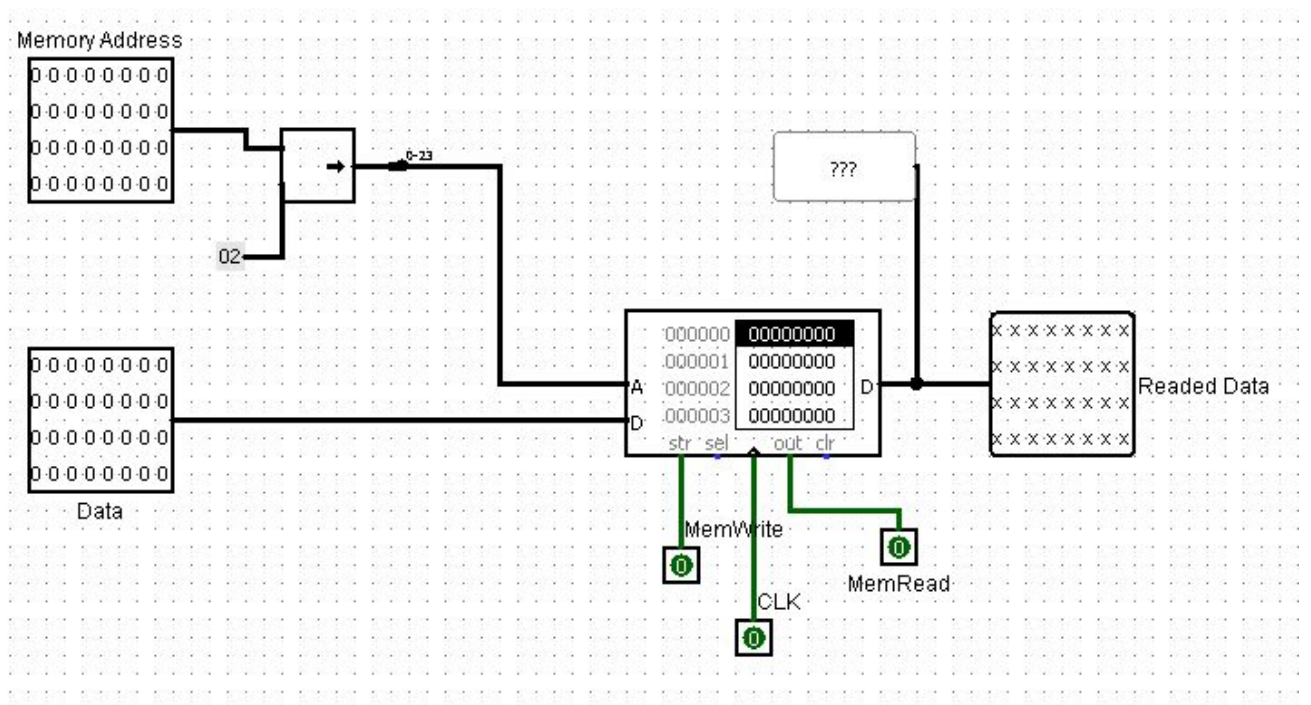 Memory Address
0 0 0 0 0 0 0 0
0 0 0 0 0 0 0 0
0 0 0 0 0 0 0 0
0 0 0 0 0 0 0 0
0-23
???
02
0 0 0 0 0 0 0 0
0 0 0 0 0 0 0 0
0 0 0 0 0 0 0 0
0 0 0 0 0 0 0 0
Data
000000 00000000
000001 00000000
A 000002 00000000 D
D 000003 00000000
str sel out clr
x x x x x x x x
x x x x x x x x
x x x x x x x x
x x x x x x x x
Readed Data
MemWrite
0
CLK
0
0
MemRead